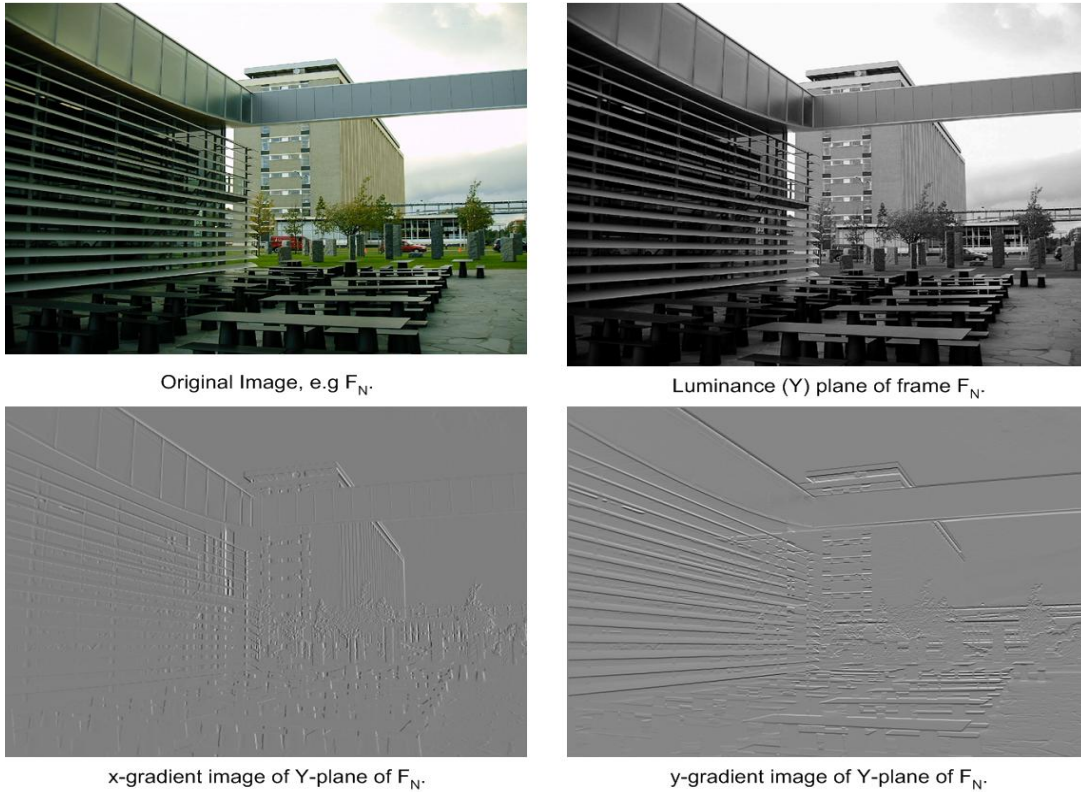 Original Image, e.g F_N.
Luminance (Y) plane of frame F_N.
x-gradient image of Y-plane of F_N.
y-gradient image of Y-plane of F_N.